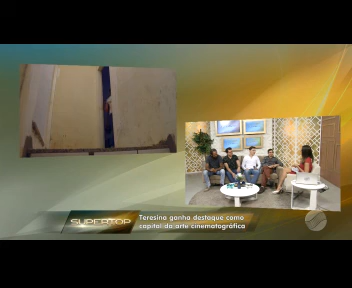 SUPERTOP
Teresina ganha destaque como
capital da arte cinematográfica